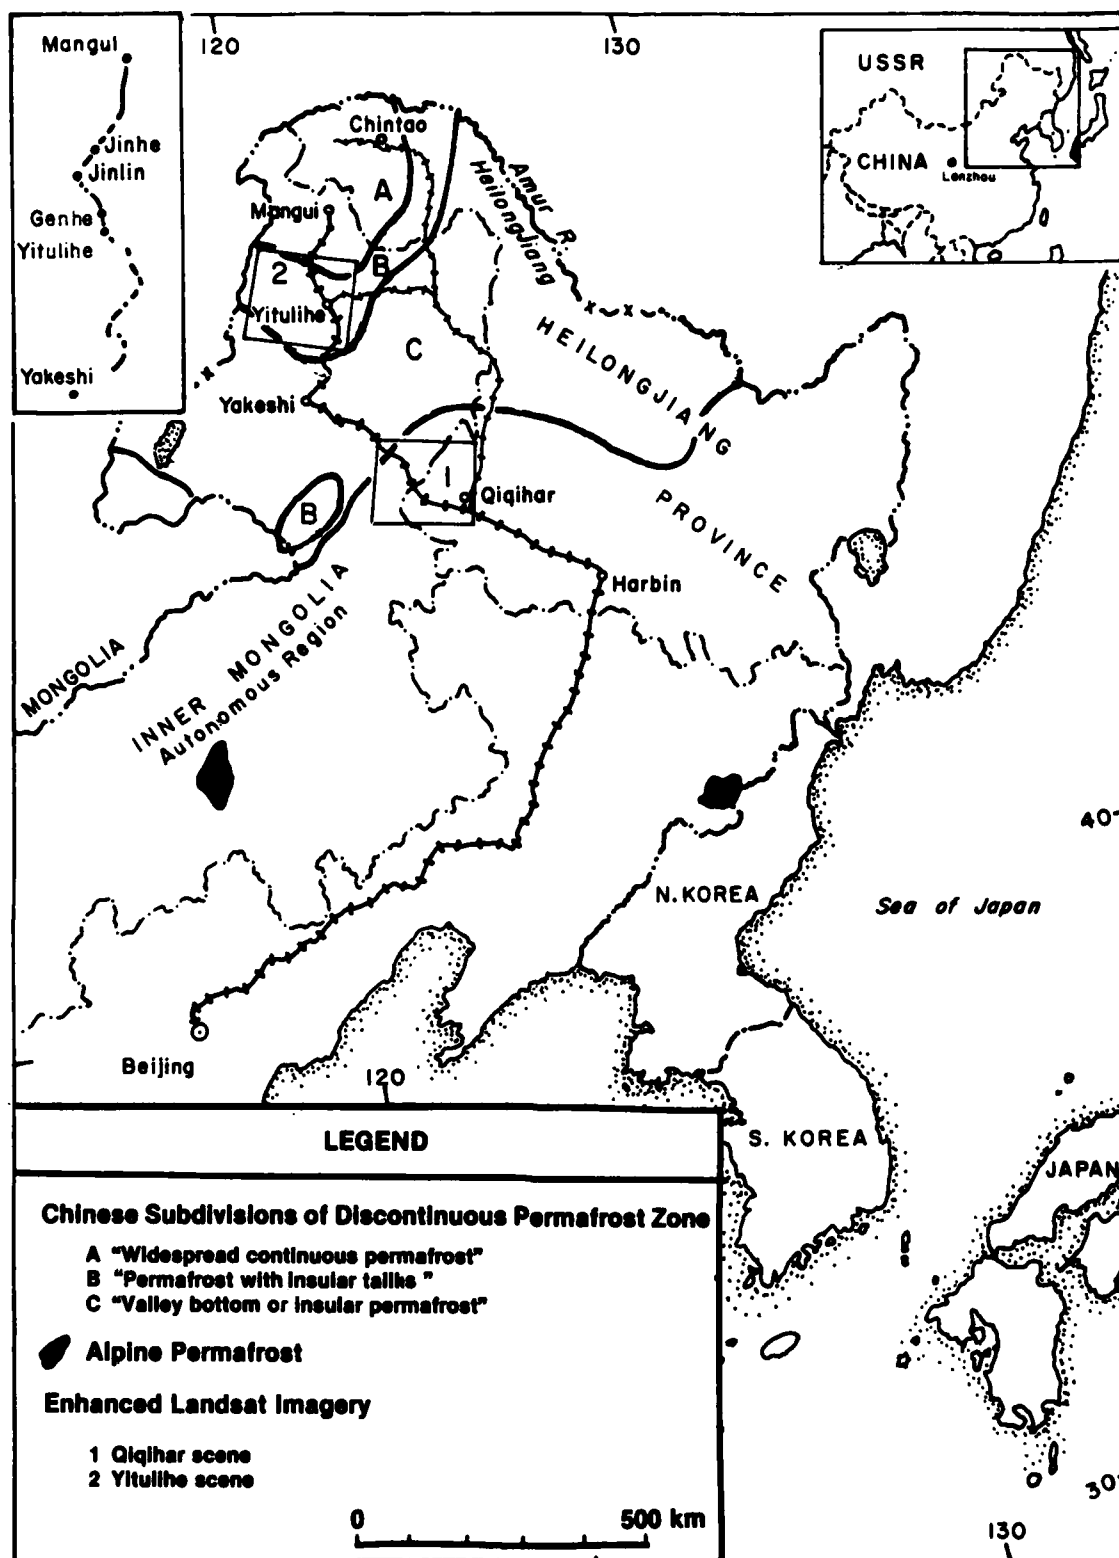 120
130
Mangui
Jinhe
Jinlin
Genhe
Yitulihe
Yakeshi
USSR
CHINA
Lanzhou
Chintao
A
Mangui
Amur R.
HeilongJiang
B
2
Yitulihe
C
HEILONGJIANG
PROVINCE
Yakeshi
1
Qiqihar
B
Harbin
MONGOLIA
INNER MONGOLIA
Autonomous Region
40
N. KOREA
Sea of Japan
Beijing
120
S. KOREA
JAPAN
LEGEND
Chinese Subdivisions of Discontinuous Permafrost Zone
A "Widespread continuous permafrost"
B "Permafrost with insular taliks"
C "Valley bottom or insular permafrost"
Alpine Permafrost
Enhanced Landsat Imagery
1 Qiqihar scene
2 Yitulihe scene
0 500 km
30
130